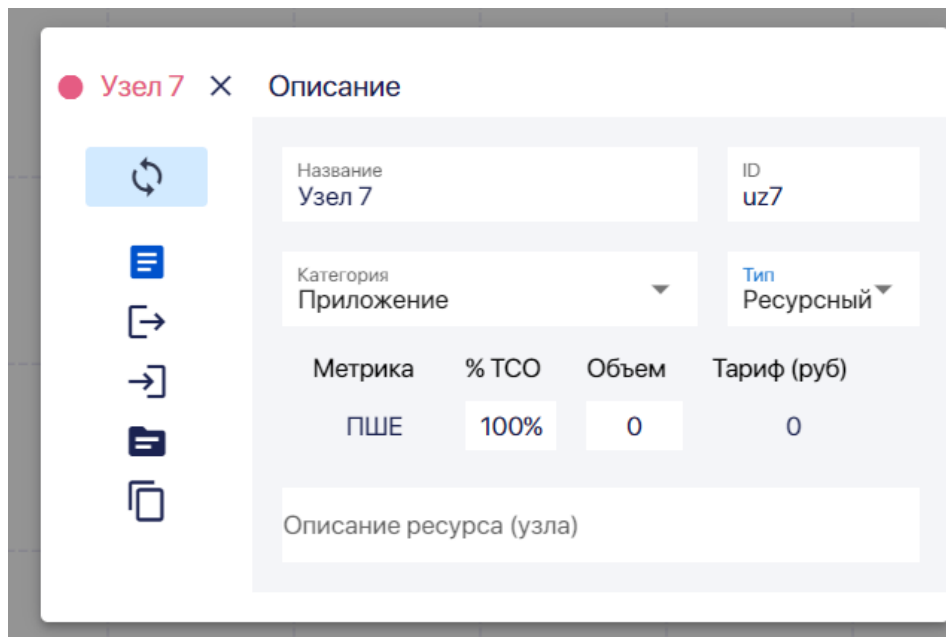 Узел 7 Описание
Название ID
Узел 7 uz7
Категория Тип
Приложение Ресурсный
Метрика % TCO Объем Тариф (руб)
ПШЕ 100% 0 0
Описание ресурса (узла)